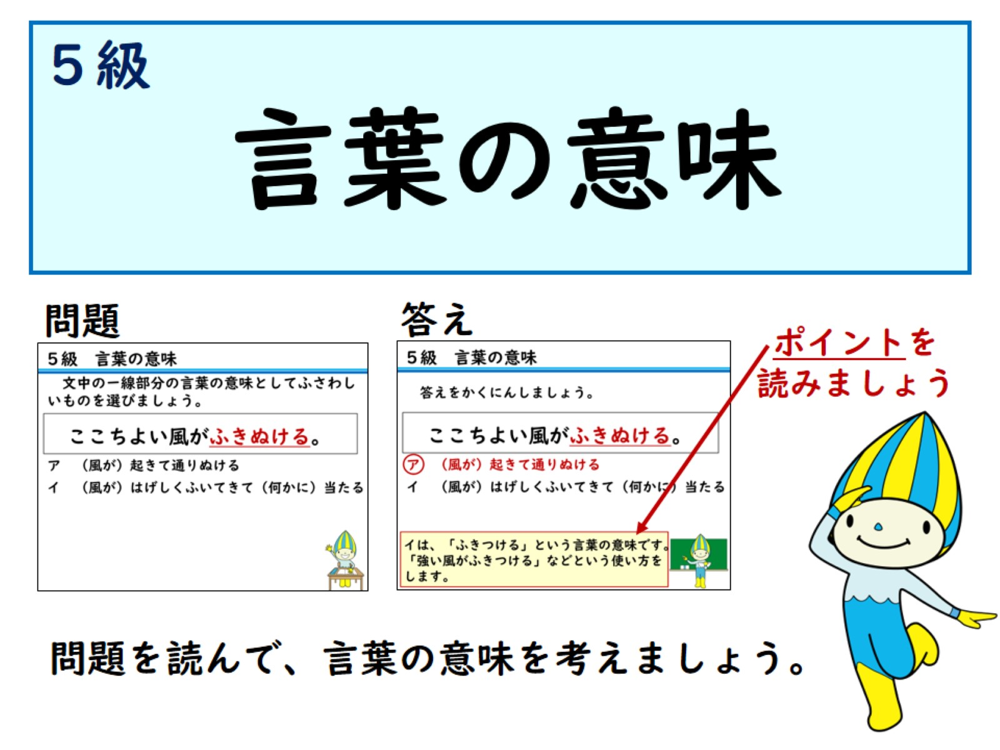 ５級
言葉の意味
問題
５級　言葉の意味
文中の一線部分の言葉の意味としてふさわし
いものを選びましょう。
ここちよい風がふきぬける。
ア　（風が）起きて通りぬける
イ　（風が）はげしくふいてきて（何かに）当たる
答え
５級　言葉の意味
答えをかくにんしましょう。
ここちよい風がふきぬける。
ア　（風が）起きて通りぬける
イ　（風が）はげしくふいてきて（何かに）当たる
イは、「ふきつける」という言葉の意味です。
「強い風がふきつける」などという使い方を
します。
ポイントを
読みましょう
問題を読んで、言葉の意味を考えましょう。